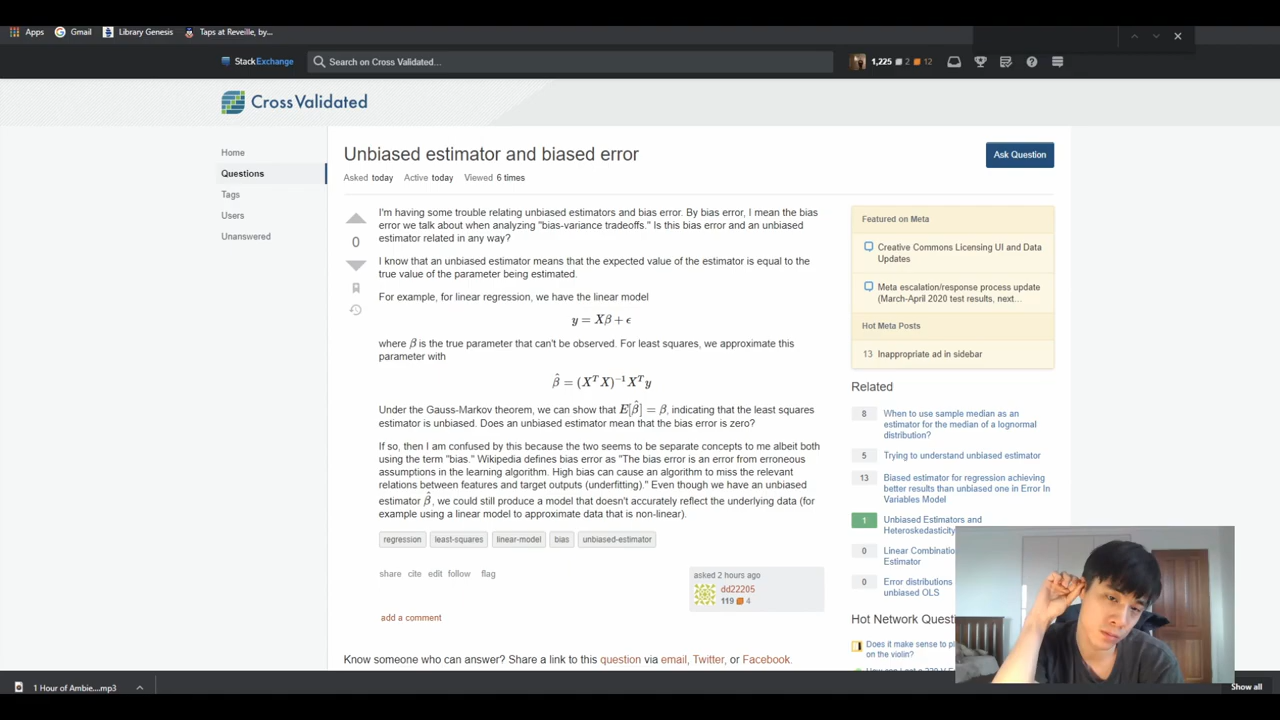 Apps Gmail Library Genesis Taps at Reveille, by...
StackExchange Search on Cross Validated... 1,225 2 12
CrossValidated
Home
Questions
Tags
Users
Unanswered
Unbiased estimator and biased error
Ask Question
Asked today Active today Viewed 6 times
0
I'm having some trouble relating unbiased estimators and bias error. By bias error, I mean the bias
error we talk about when analyzing "bias-variance tradeoffs." Is this bias error and an unbiased
estimator related in any way?
I know that an unbiased estimator means that the expected value of the estimator is equal to the
true value of the parameter being estimated.
For example, for linear regression, we have the linear model
y = Xβ + ϵ
where β is the true parameter that can't be observed. For least squares, we approximate this
parameter with
β̂ = (XᵀX)⁻¹Xᵀy
Under the Gauss-Markov theorem, we can show that E[β̂] = β, indicating that the least squares
estimator is unbiased. Does an unbiased estimator mean that the bias error is zero?
If so, then I am confused by this because the two seems to be separate concepts to me albeit both
using the term "bias." Wikipedia defines bias error as "The bias error is an error from erroneous
assumptions in the learning algorithm. High bias can cause an algorithm to miss the relevant
relations between features and target outputs (underfitting)." Even though we have an unbiased
estimator β̂, we could still produce a model that doesn't accurately reflect the underlying data (for
example using a linear model to approximate data that is non-linear).
regression least-squares linear-model bias unbiased-estimator
share cite edit follow flag
asked 2 hours ago
dd22205
119 4
add a comment
Know someone who can answer? Share a link to this question via email, Twitter, or Facebook.
Featured on Meta
Creative Commons Licensing UI and Data
Updates
Meta escalation/response process update
(March-April 2020 test results, next...
Hot Meta Posts
13 Inappropriate ad in sidebar
Related
8 When to use sample median as an
estimator for the median of a lognormal
distribution?
5 Trying to understand unbiased estimator
13 Biased estimator for regression achieving
better results than unbiased one in Error In
Variables Model
1 Unbiased Estimators and
Heteroskedasticity
0 Linear Combinatio
Estimator
0 Error distributions
unbiased OLS
Hot Network Questi
Does it make sense to pl
on the violin?
1 Hour of Ambie....mp3
Show all